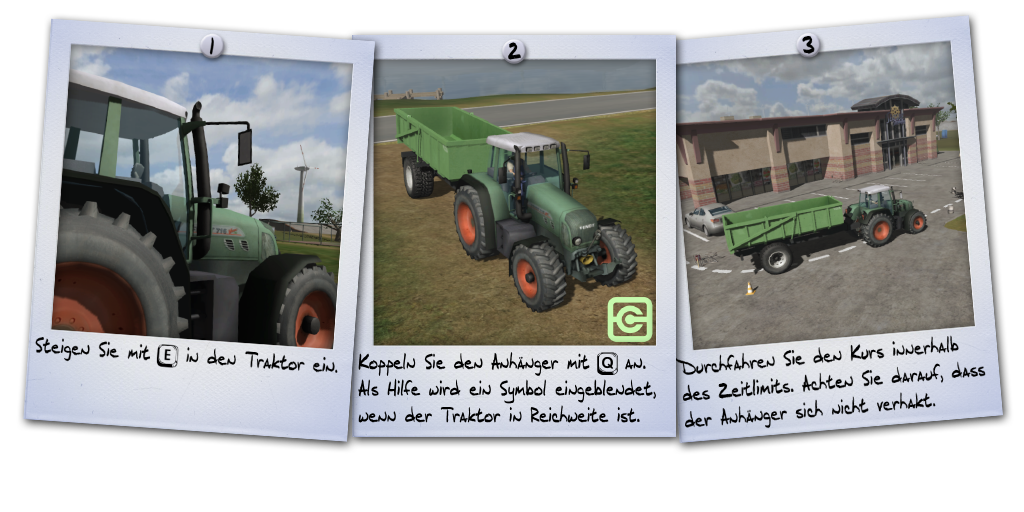 1
Steigen Sie mit E in den Traktor ein.
2
FENDT
Koppeln Sie den Anhänger mit Q an.
Als Hilfe wird ein Symbol eingeblendet,
wenn der Traktor in Reichweite ist.
3
Durchfahren Sie den Kurs innerhalb
des Zeitlimits. Achten Sie darauf, dass
der Anhänger sich nicht verhakt.